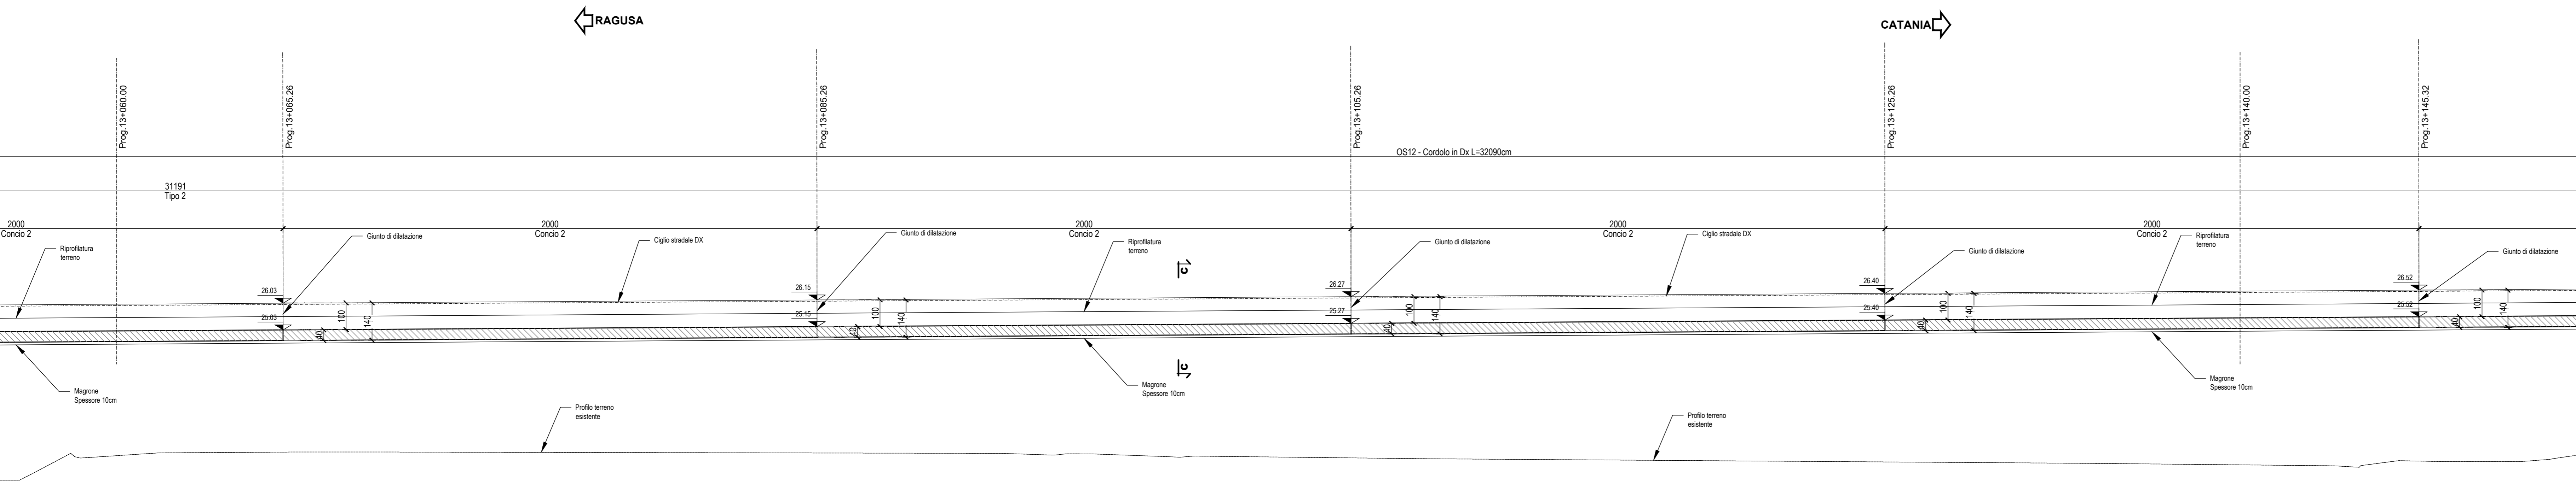 RAGUSA
CATANIA
Prog.13+060.00
Prog.13+065.26
Prog.13+085.26
Prog.13+105.26
Prog.13+125.26
Prog.13+140.00
Prog.13+145.32
OS12 - Cordolo in Dx L=32090cm
31191
Tipo 2
2000
Concio 2
2000
Concio 2
2000
Concio 2
2000
Concio 2
2000
Concio 2
Riprofilatura
terreno
Giunto di dilatazione
Ciglio stradale DX
Giunto di dilatazione
Riprofilatura
terreno
Giunto di dilatazione
Ciglio stradale DX
Giunto di dilatazione
Riprofilatura
terreno
Giunto di dilatazione
c
26.03
26.15
26.27
26.40
26.52
25.03
25.15
25.27
25.40
25.52
40
100
140
40
100
140
40
100
140
40
100
140
40
100
140
c
Magrone
Spessore 10cm
Magrone
Spessore 10cm
Magrone
Spessore 10cm
Profilo terreno
esistente
Profilo terreno
esistente